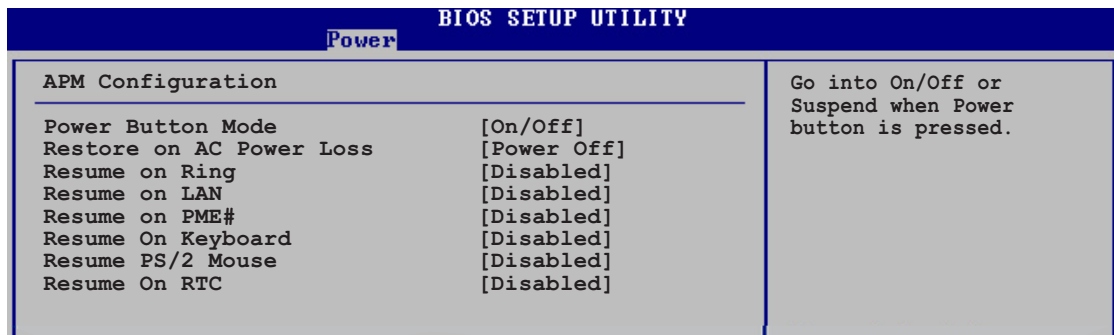 BIOS SETUP UTILITY
Power
APM Configuration
Power Button Mode [On/Off]
Restore on AC Power Loss [Power Off]
Resume on Ring [Disabled]
Resume on LAN [Disabled]
Resume on PME# [Disabled]
Resume On Keyboard [Disabled]
Resume PS/2 Mouse [Disabled]
Resume On RTC [Disabled]
Go into On/Off or
Suspend when Power
button is pressed.